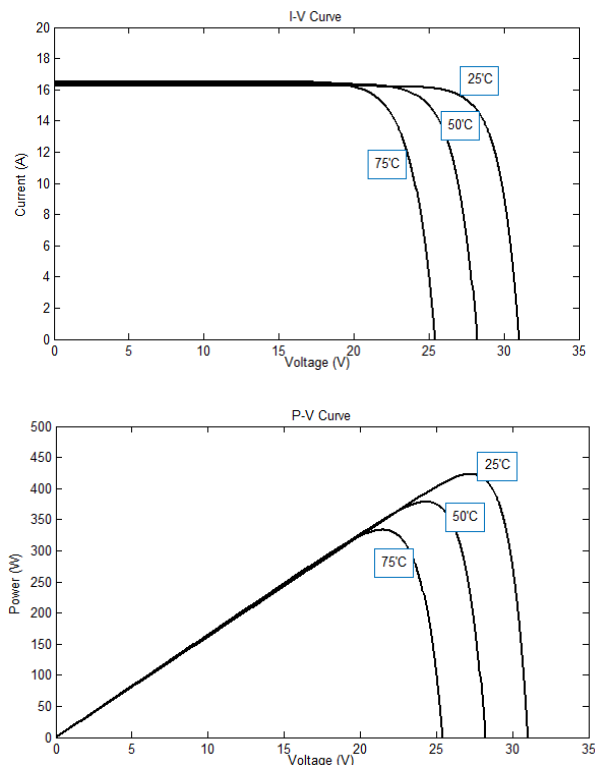 I-V Curve
20
18
16
14
12
10
8
6
4
2
0
Current (A)
25'C
50'C
75'C
0 5 10 15 20 25 30 35
Voltage (V)
P-V Curve
500
450
400
350
300
250
200
150
100
50
0
Power (W)
25'C
50'C
75'C
0 5 10 15 20 25 30 35
Voltage (V)